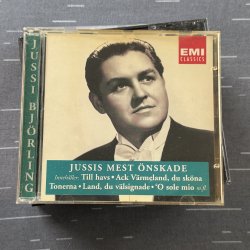 JUSSI BJÖRLING
EMI
CLASSICS
JUSSIS MEST ÖNSKADE
Innehåller: Till havs • Ack Värmeland, du sköna
Tonerna • Land, du välsignade • 'O sole mio m.fl.